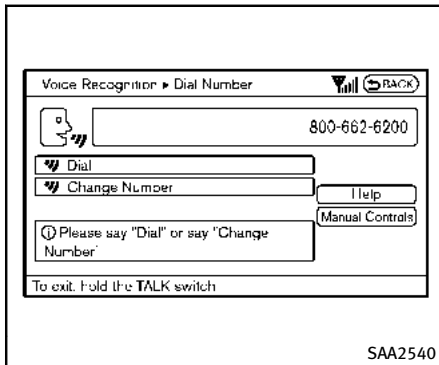 Voice Recognition ▸ Dial Number BACK
800-662-6200
Dial
Change Number
Help
Manual Controls
Please say "Dial" or say "Change
Number"
To exit, hold the TALK switch
SAA2540